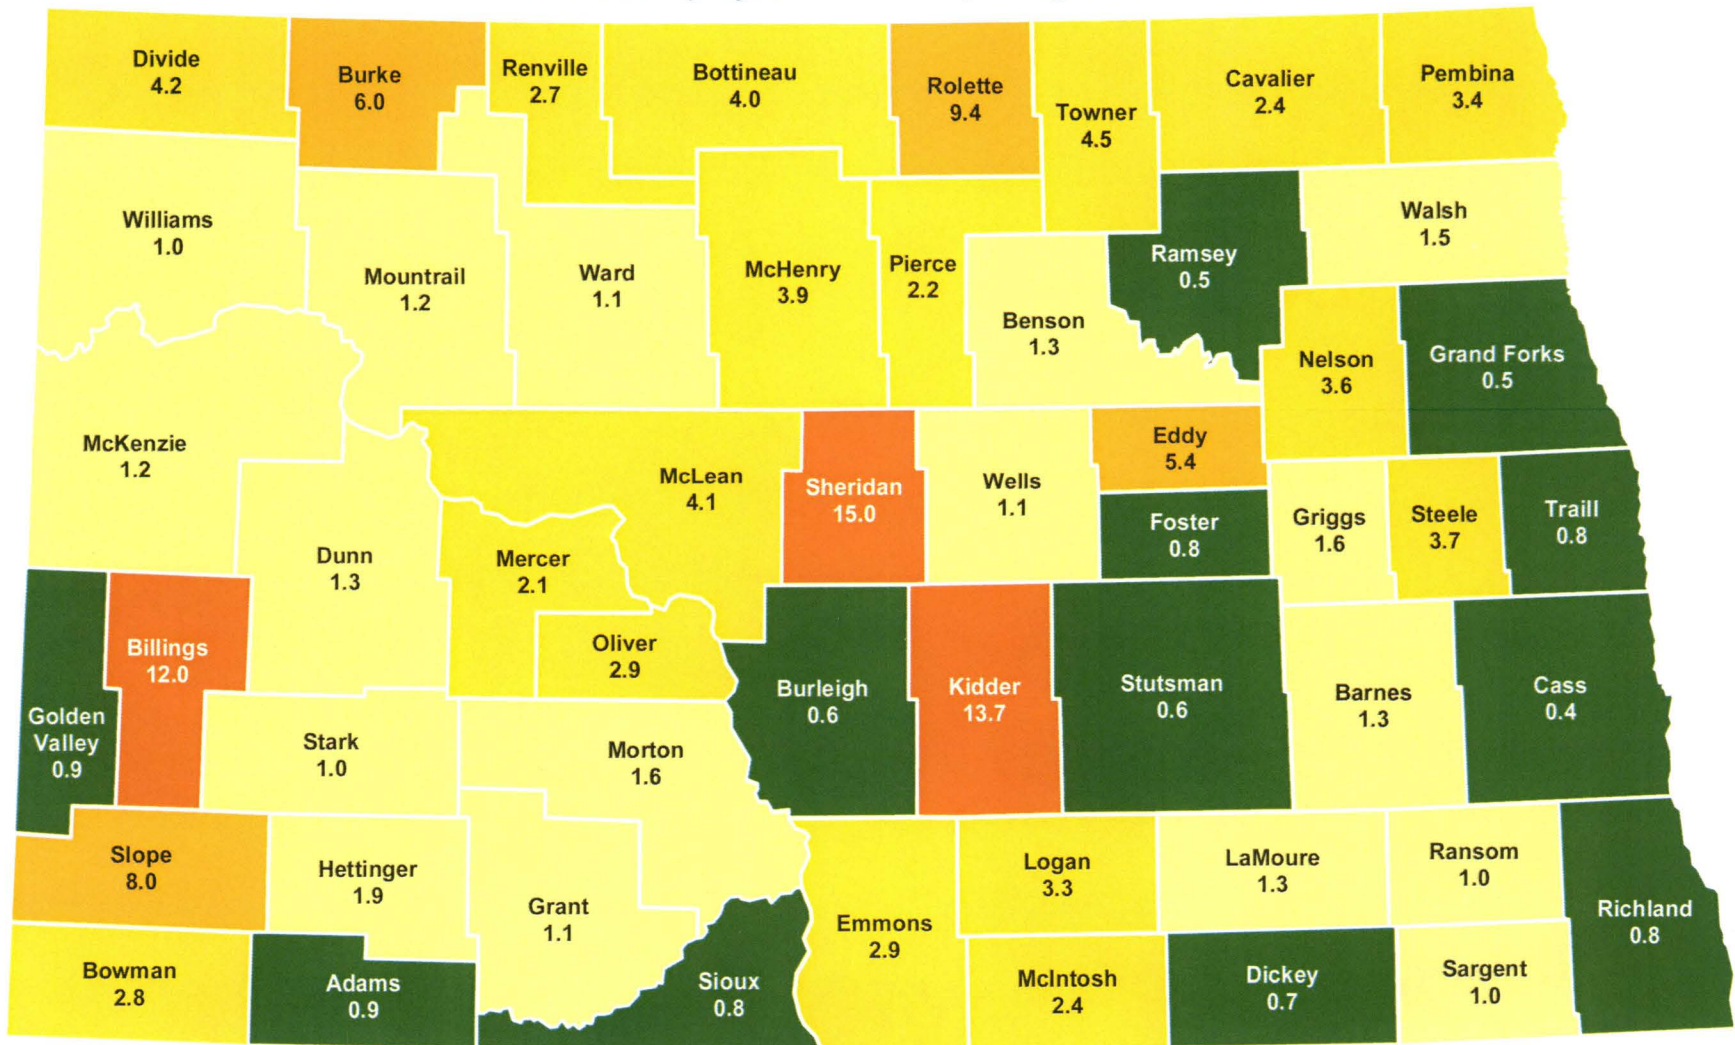 Divide
4.2
Burke
6.0
Renville
2.7
Bottineau
4.0
Rolette
9.4
Towner
4.5
Cavalier
2.4
Pembina
3.4
Williams
1.0
Mountrail
1.2
Ward
1.1
McHenry
3.9
Pierce
2.2
Benson
1.3
Ramsey
0.5
Walsh
1.5
Nelson
3.6
Grand Forks
0.5
McKenzie
1.2
Dunn
1.3
McLean
4.1
Mercer
2.1
Oliver
2.9
Sheridan
15.0
Wells
1.1
Eddy
5.4
Foster
0.8
Griggs
1.6
Steele
3.7
Traill
0.8
Golden
Valley
0.9
Billings
12.0
Stark
1.0
Morton
1.6
Burleigh
0.6
Kidder
13.7
Stutsman
0.6
Barnes
1.3
Cass
0.4
Slope
8.0
Hettinger
1.9
Grant
1.1
Emmons
2.9
Logan
3.3
LaMoure
1.3
Ransom
1.0
Richland
0.8
Bowman
2.8
Adams
0.9
Sioux
0.8
McIntosh
2.4
Dickey
0.7
Sargent
1.0